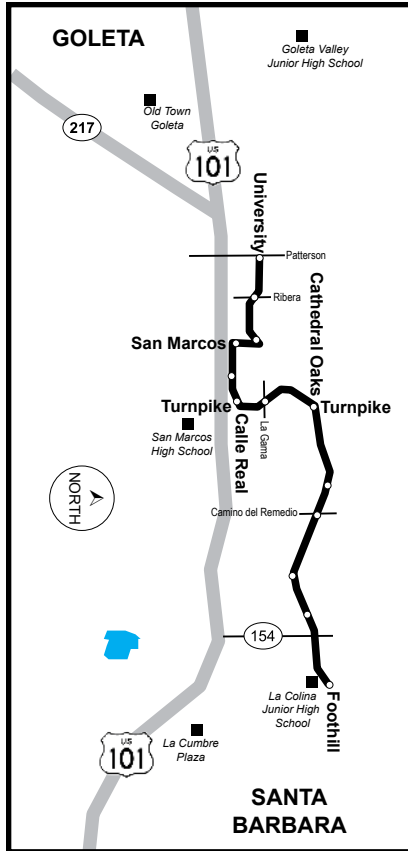 GOLETA
Goleta Valley
Junior High School
Old Town
Goleta
217
US
101
University
Patterson
Cathedral Oaks
Ribera
San Marcos
Turnpike
Turnpike
Calle Real
La Gama
San Marcos
High School
NORTH
Camino del Remedio
154
La Colina
Junior High
School
Foothill
La Cumbre
Plaza
US
101
SANTA
BARBARA